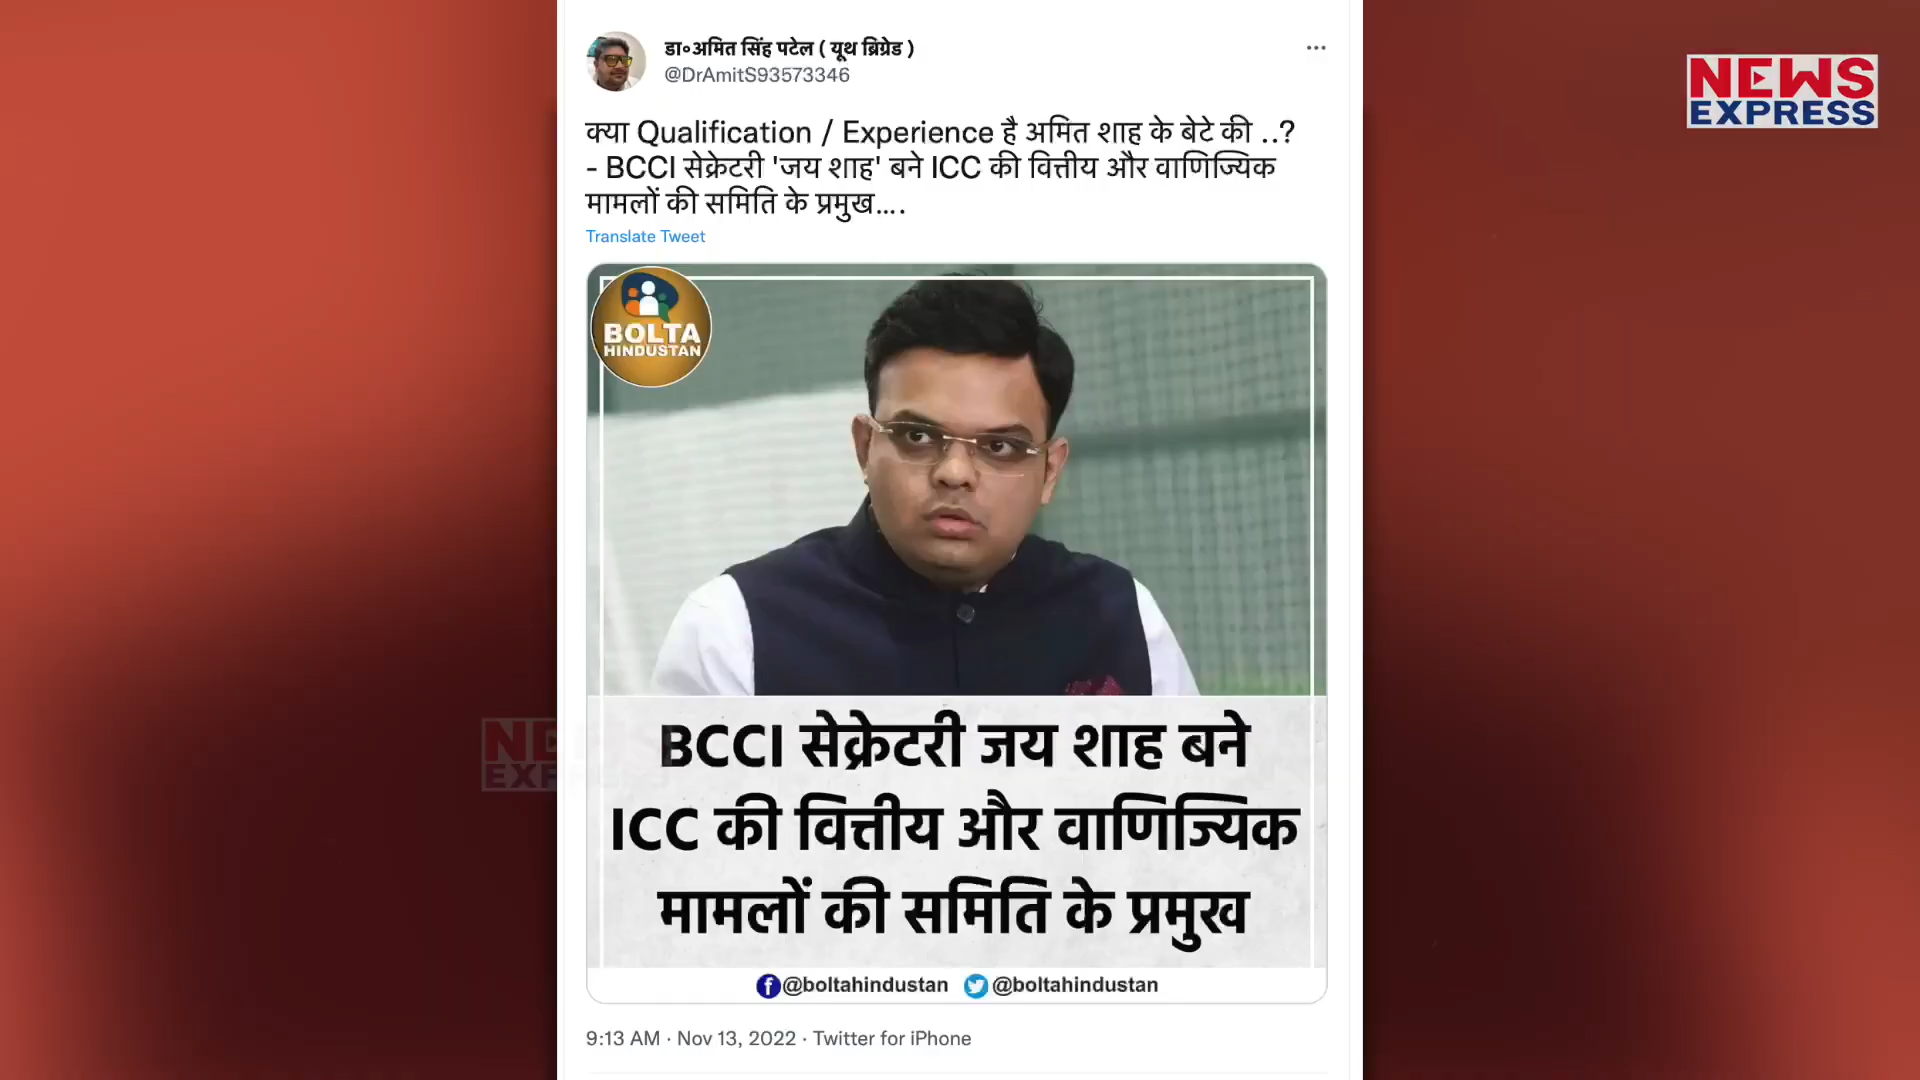 डा॰अमित सिंह पटेल ( यूथ ब्रिग्रेड )
@DrAmitS93573346
NEWS
EXPRESS
क्या Qualification / Experience है अमित शाह के बेटे की ..?
- BCCI सेक्रेटरी 'जय शाह' बने ICC की वित्तीय और वाणिज्यिक
मामलों की समिति के प्रमुख....
Translate Tweet
BOLTA
HINDUSTAN
BCCI सेक्रेटरी जय शाह बने
ICC की वित्तीय और वाणिज्यिक
मामलों की समिति के प्रमुख
@boltahindustan @boltahindustan
9:13 AM · Nov 13, 2022 · Twitter for iPhone